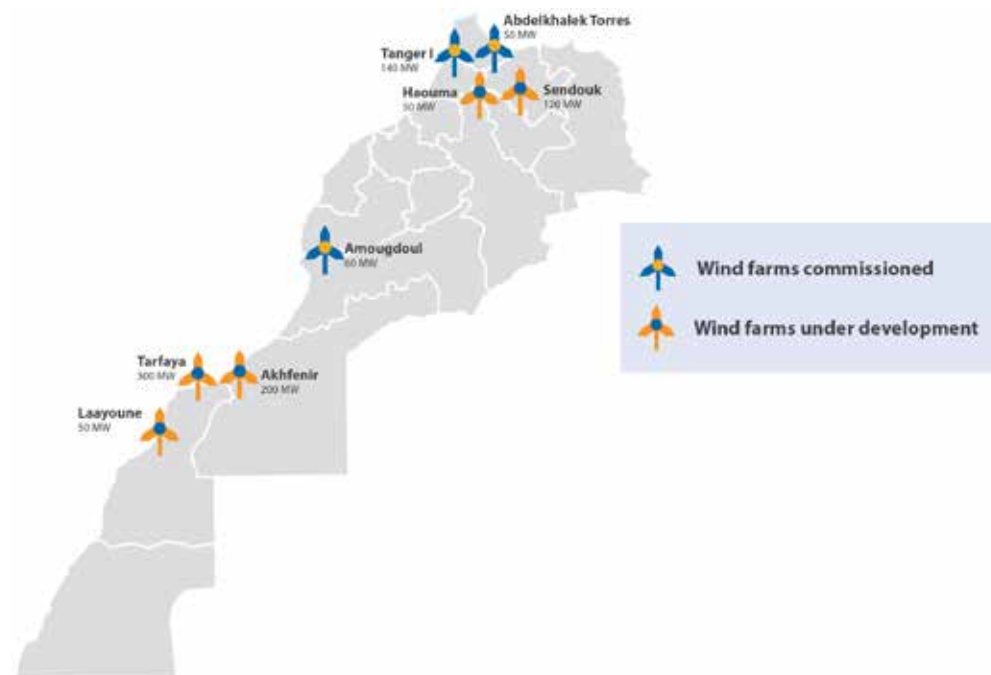 Abdelkhalek Torres
50 MW
Tanger I
140 MW
Haouma
50 MW
Sendouk
120 MW
Amougdoul
60 MW
Tarfaya
300 MW
Akhfenir
200 MW
Laayoune
50 MW
Wind farms commissioned
Wind farms under development